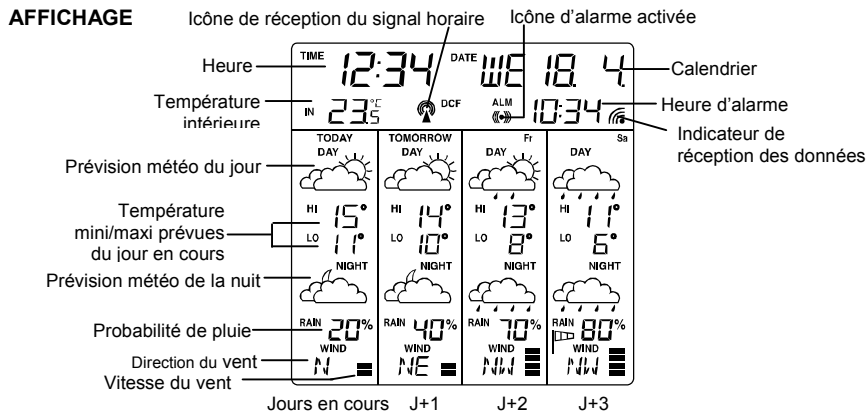 AFFICHAGE
Icône de réception du signal horaire
Icône d'alarme activée
Heure
TIME 12:34 DATE WE 18. 4.
Calendrier
Température
intérieure
IN 23.5 °C DCF ALM 10:34
Heure d'alarme
Indicateur de
réception des données
TODAY TOMORROW Fr Sa
DAY DAY DAY DAY
Prévision météo du jour
Température
mini/maxi prévues
du jour en cours
HI 15° HI 14° HI 13° HI 11°
LO 11° LO 10° LO 8° LO 6°
NIGHT NIGHT NIGHT NIGHT
Prévision météo de la nuit
Probabilité de pluie
RAIN 20% RAIN 40% RAIN 70% RAIN 80%
WIND WIND WIND WIND
Direction du vent
N NE NW NW
Vitesse du vent
Jours en cours J+1 J+2 J+3